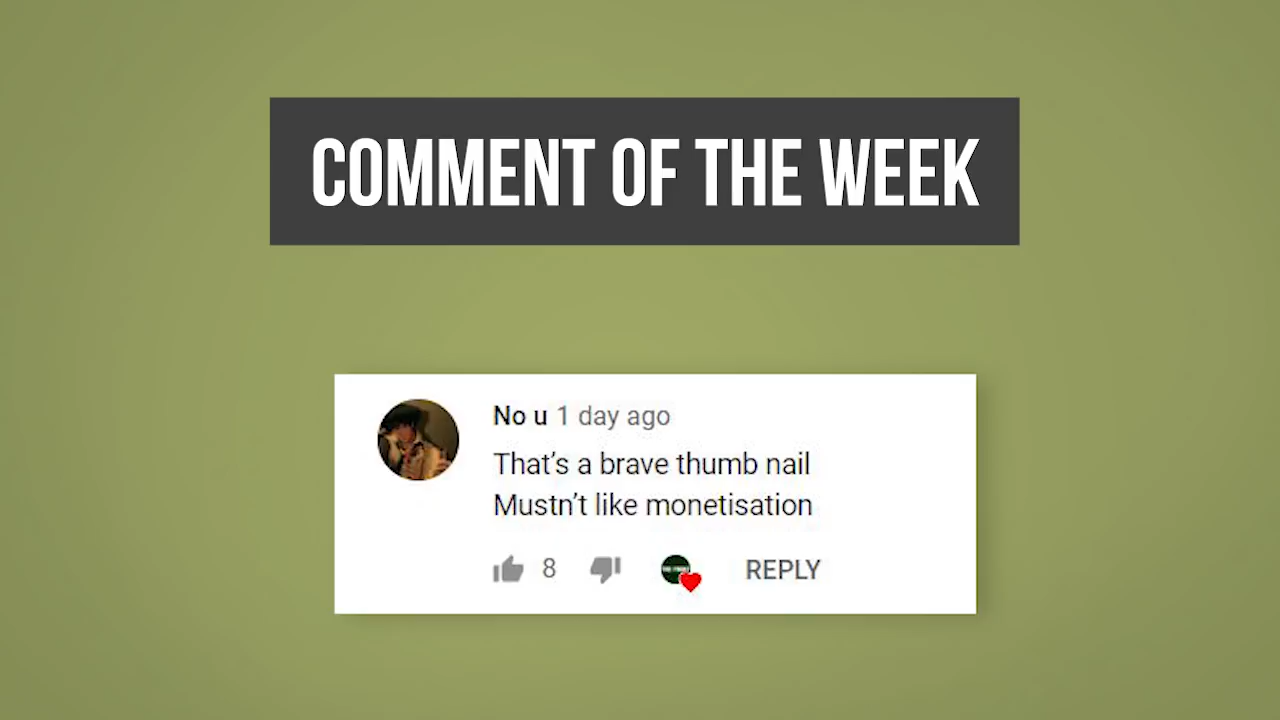 COMMENT OF THE WEEK
No u 1 day ago
That's a brave thumb nail
Mustn't like monetisation
8 REPLY